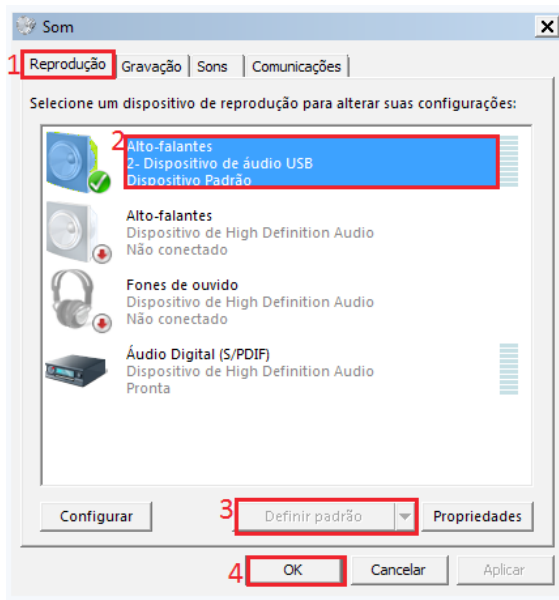 Som
1
Reprodução Gravação Sons Comunicações
Selecione um dispositivo de reprodução para alterar suas configurações:
2
Alto-falantes
2- Dispositivo de áudio USB
Dispositivo Padrão
Alto-falantes
Dispositivo de High Definition Audio
Não conectado
Fones de ouvido
Dispositivo de High Definition Audio
Não conectado
Áudio Digital (S/PDIF)
Dispositivo de High Definition Audio
Pronta
Configurar 3 Definir padrão Propriedades
4 OK Cancelar Aplicar